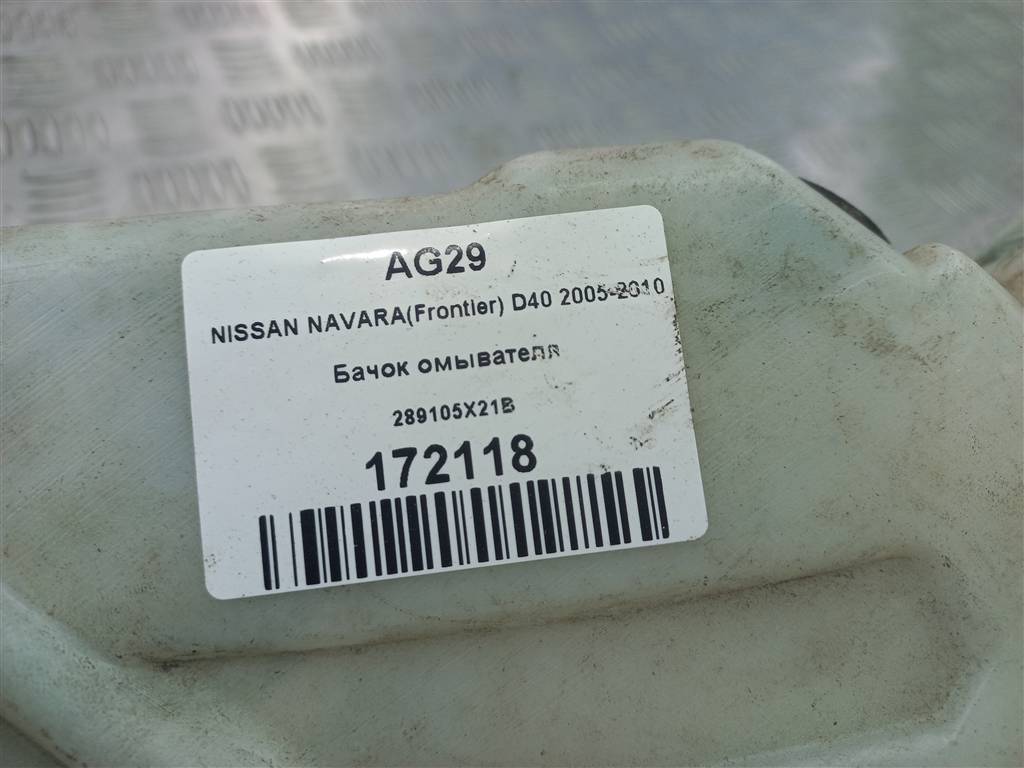 AG29
NISSAN NAVARA(Frontier) D40 2005-2010
Бачок омывателя
289105X21B
172118